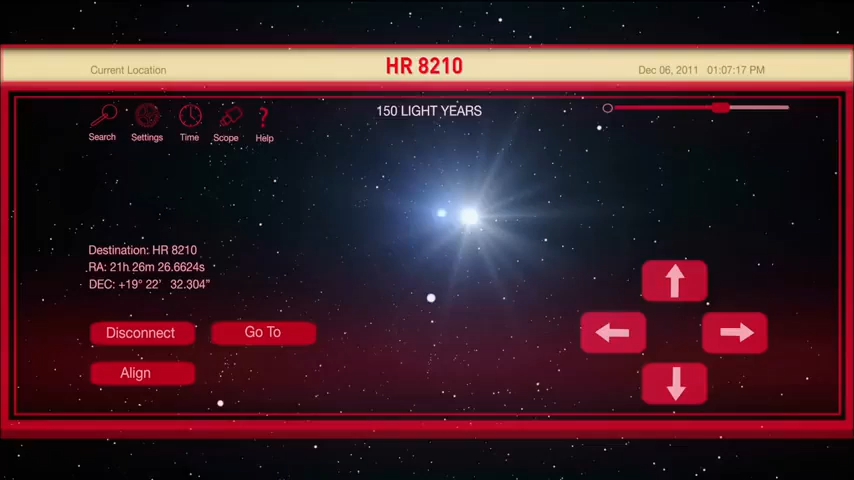 Current Location
HR 8210
Dec 06, 2011 01:07:17 PM
150 LIGHT YEARS
Search
Settings
Time
Scope
Help
Destination: HR 8210
RA: 21h 26m 26.6624s
DEC: +19° 22' 32.304"
Disconnect
Go To
Align